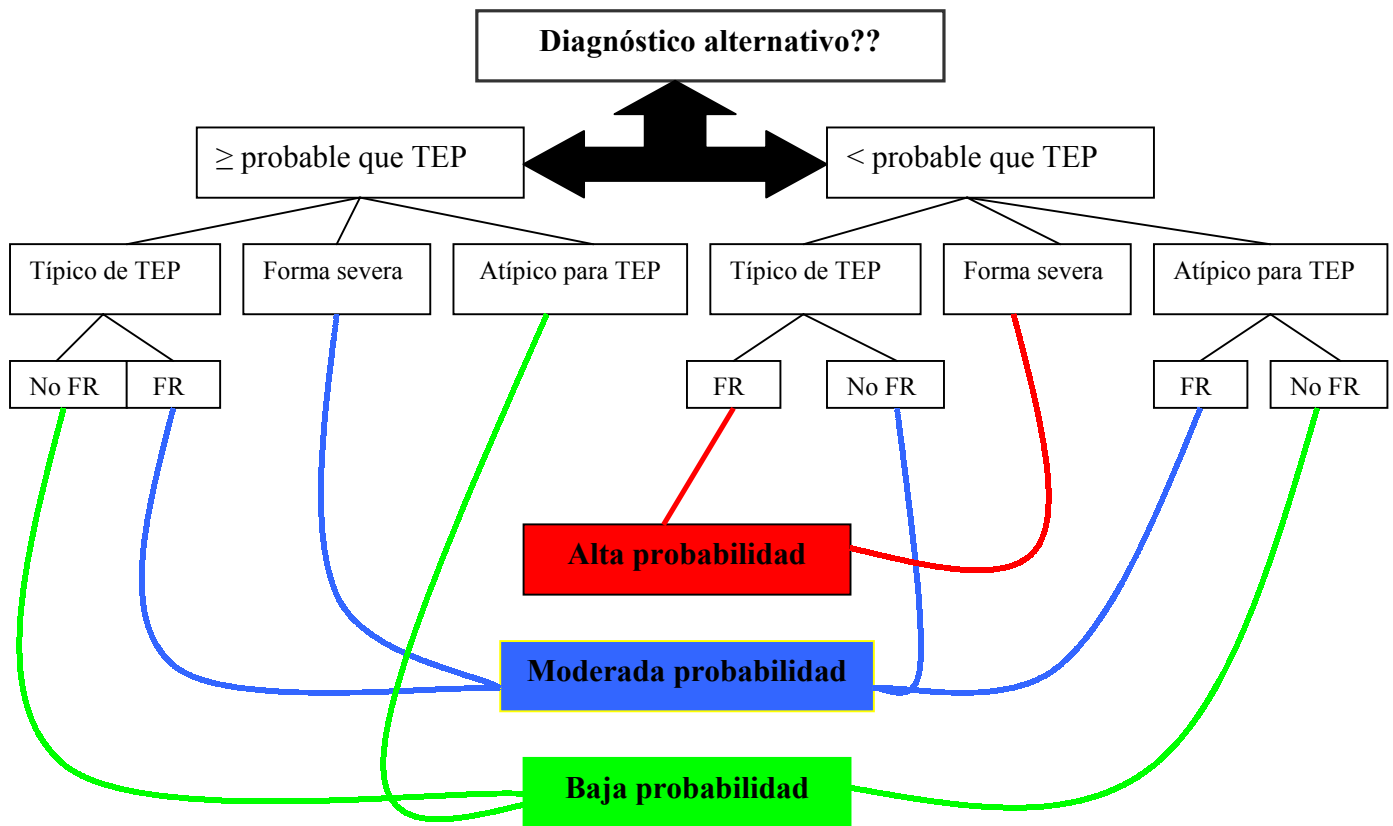 Diagnóstico alternativo??
≥ probable que TEP
< probable que TEP
Típico de TEP
Forma severa
Atípico para TEP
Típico de TEP
Forma severa
Atípico para TEP
No FR
FR
FR
No FR
FR
No FR
Alta probabilidad
Moderada probabilidad
Baja probabilidad